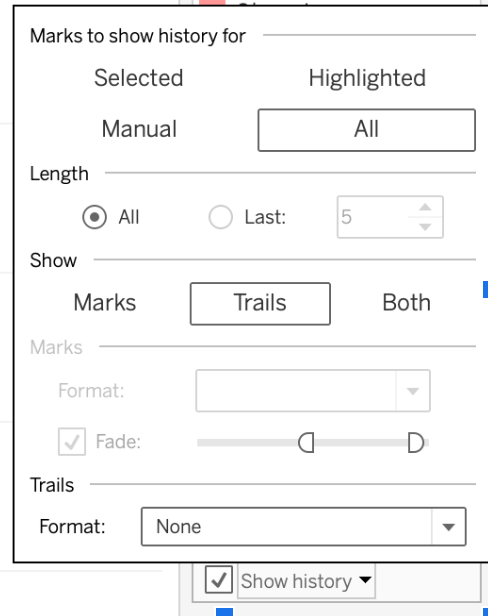 Marks to show history for
Selected Highlighted
Manual All
Length
All Last: 5
Show
Marks Trails Both
Marks
Format:
Fade:
Trails
Format: None
Show history